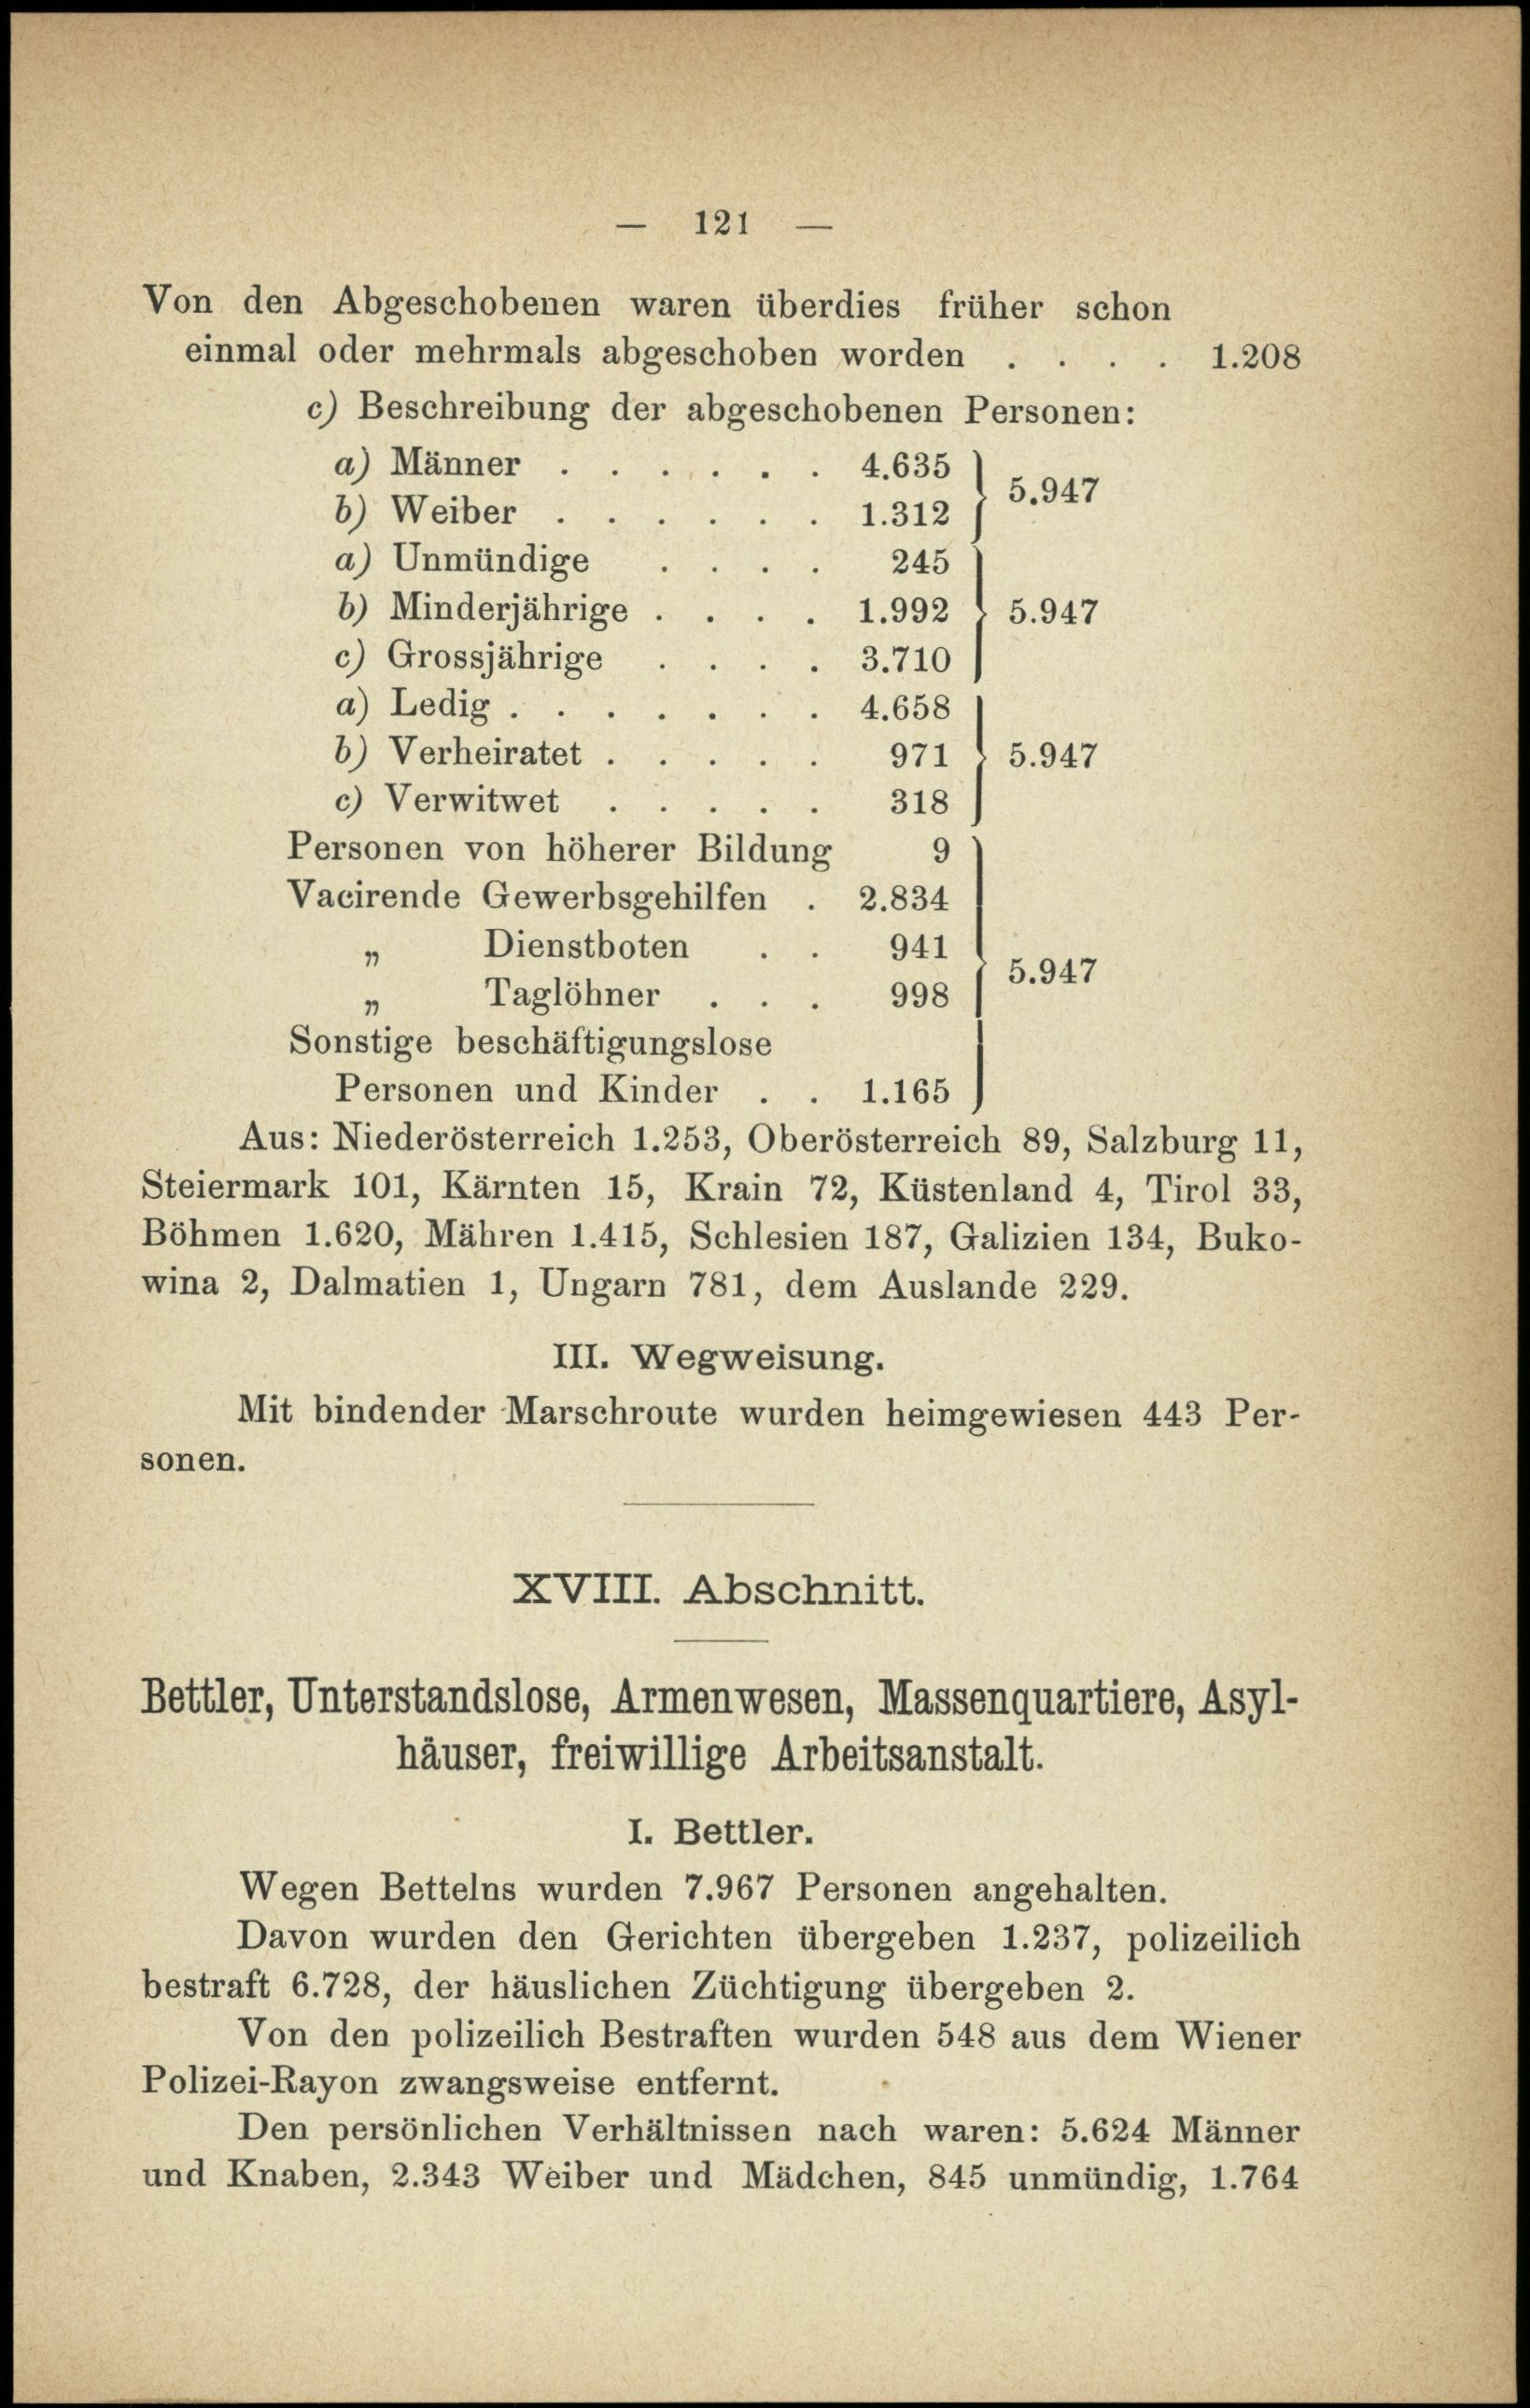 — 121 —
Von den Abgeschobenen waren überdies früher schon
einmal oder mehrmals abgeschoben worden . . . . 1.208
c) Beschreibung der abgeschobenen Personen:
a) Männer . . . . . . 4.635 } 5.947
b) Weiber . . . . . . 1.312
a) Unmündige . . . . 245
b) Minderjährige . . . . 1.992 } 5.947
c) Grossjährige . . . . 3.710
a) Ledig . . . . . . . 4.658
b) Verheiratet . . . . . 971 } 5.947
c) Verwitwet . . . . . 318
Personen von höherer Bildung 9
Vacirende Gewerbsgehilfen . 2.834
„ Dienstboten . . 941 } 5.947
„ Taglöhner . . . 998
Sonstige beschäftigungslose
Personen und Kinder . . 1.165
Aus: Niederösterreich 1.253, Oberösterreich 89, Salzburg 11,
Steiermark 101, Kärnten 15, Krain 72, Küstenland 4, Tirol 33,
Böhmen 1.620, Mähren 1.415, Schlesien 187, Galizien 134, Buko-
wina 2, Dalmatien 1, Ungarn 781, dem Auslande 229.
III. Wegweisung.
Mit bindender Marschroute wurden heimgewiesen 443 Per-
sonen.
XVIII. Abschnitt.
Bettler, Unterstandslose, Armenwesen, Massenquartiere, Asyl-
häuser, freiwillige Arbeitsanstalt.
I. Bettler.
Wegen Bettelns wurden 7.967 Personen angehalten.
Davon wurden den Gerichten übergeben 1.237, polizeilich
bestraft 6.728, der häuslichen Züchtigung übergeben 2.
Von den polizeilich Bestraften wurden 548 aus dem Wiener
Polizei-Rayon zwangsweise entfernt.
Den persönlichen Verhältnissen nach waren: 5.624 Männer
und Knaben, 2.343 Weiber und Mädchen, 845 unmündig, 1.764